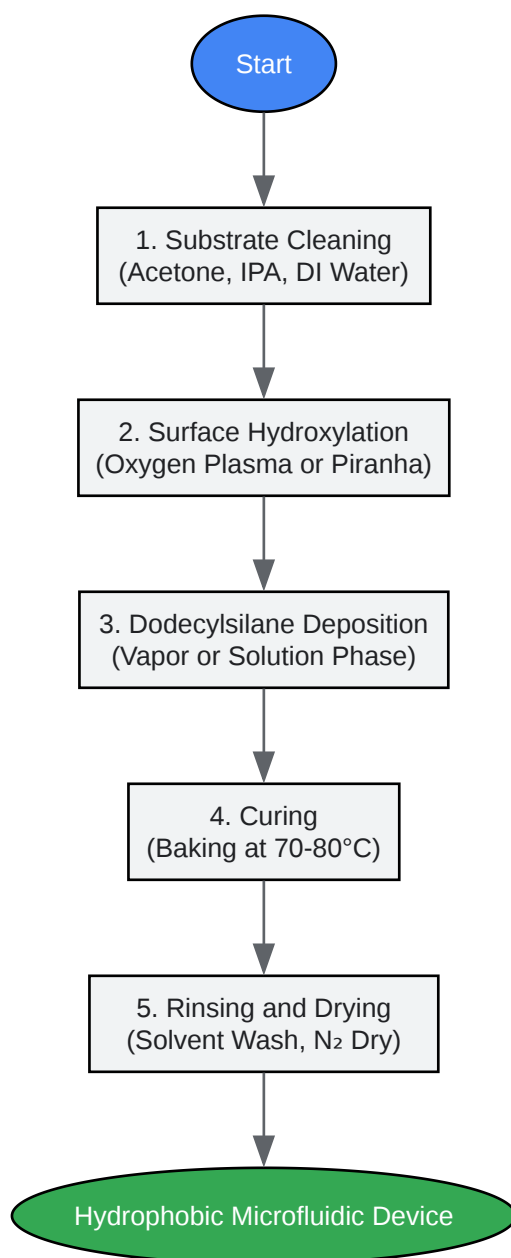 Start
1. Substrate Cleaning
(Acetone, IPA, DI Water)
2. Surface Hydroxylation
(Oxygen Plasma or Piranha)
3. Dodecylsilane Deposition
(Vapor or Solution Phase)
4. Curing
(Baking at 70-80°C)
5. Rinsing and Drying
(Solvent Wash, N₂ Dry)
Hydrophobic Microfluidic Device